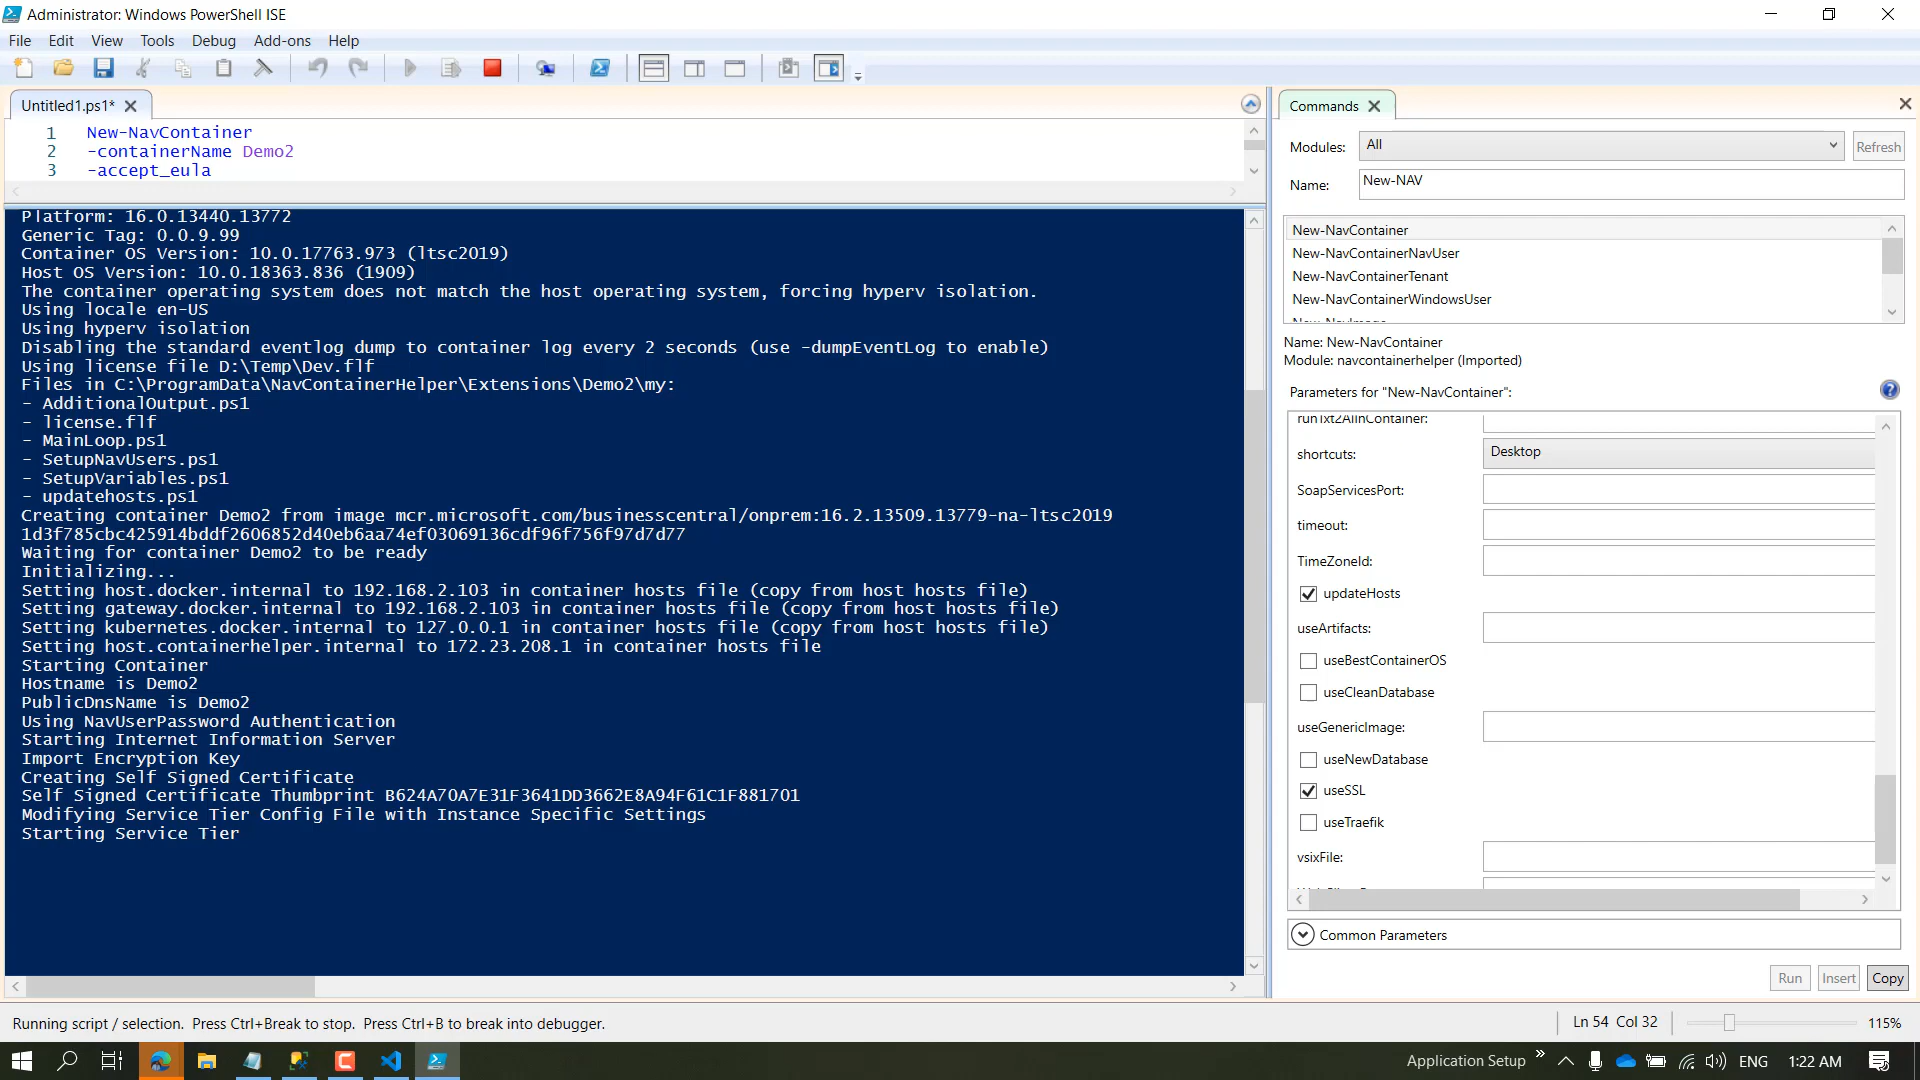 Administrator: Windows PowerShell ISE
File Edit View Tools Debug Add-ons Help
Untitled1.ps1*
1 New-NavContainer
2 -containerName Demo2
3 -accept_eula
Platform: 16.0.13440.13772
Generic Tag: 0.0.9.99
Container OS Version: 10.0.17763.973 (ltsc2019)
Host OS Version: 10.0.18363.836 (1909)
The container operating system does not match the host operating system, forcing hyperv isolation.
Using locale en-US
Using hyperv isolation
Disabling the standard eventlog dump to container log every 2 seconds (use -dumpEventLog to enable)
Using license file D:\Temp\Dev.flf
Files in C:\ProgramData\NavContainerHelper\Extensions\Demo2\my:
- AdditionalOutput.ps1
- license.flf
- MainLoop.ps1
- SetupNavUsers.ps1
- SetupVariables.ps1
- updatehosts.ps1
Creating container Demo2 from image mcr.microsoft.com/businesscentral/onprem:16.2.13509.13779-na-ltsc2019
1d3f785cbc425914bddf2606852d40eb6aa74ef03069136cdf96f756f97d7d77
Waiting for container Demo2 to be ready
Initializing...
Setting host.docker.internal to 192.168.2.103 in container hosts file (copy from host hosts file)
Setting gateway.docker.internal to 192.168.2.103 in container hosts file (copy from host hosts file)
Setting kubernetes.docker.internal to 127.0.0.1 in container hosts file (copy from host hosts file)
Setting host.containerhelper.internal to 172.23.208.1 in container hosts file
Starting Container
Hostname is Demo2
PublicDnsName is Demo2
Using NavUserPassword Authentication
Starting Internet Information Server
Import Encryption Key
Creating Self Signed Certificate
Self Signed Certificate Thumbprint B624A70A7E31F3641DD3662E8A94F61C1F881701
Modifying Service Tier Config File with Instance Specific Settings
Starting Service Tier
Commands
Modules: All Refresh
Name: New-NAV
New-NavContainer
New-NavContainerNavUser
New-NavContainerTenant
New-NavContainerWindowsUser
New-NavImage
Name: New-NavContainer
Module: navcontainerhelper (Imported)
Parameters for "New-NavContainer":
runTxt2AlInContainer:
shortcuts: Desktop
SoapServicesPort:
timeout:
TimeZoneId:
updateHosts
useArtifacts:
useBestContainerOS
useCleanDatabase
useGenericImage:
useNewDatabase
useSSL
useTraefik
vsixFile:
Common Parameters
Run Insert Copy
Running script / selection. Press Ctrl+Break to stop. Press Ctrl+B to break into debugger.
Ln 54 Col 32
115%
Application Setup
ENG
1:22 AM